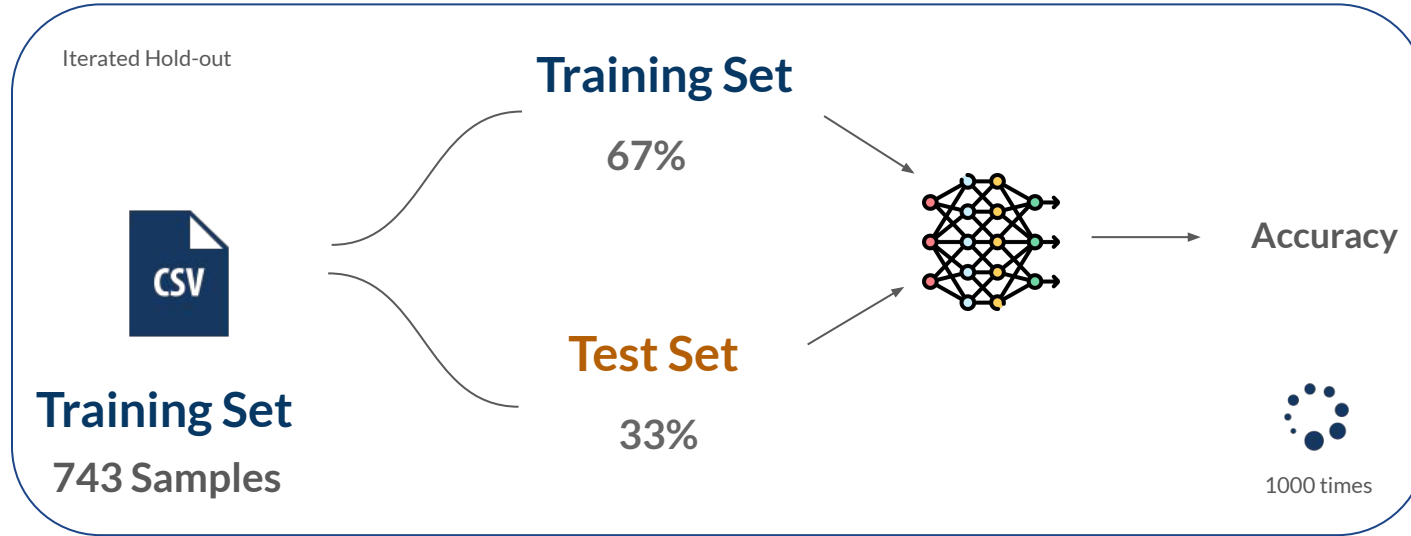 Iterated Hold-out
Training Set
67%
CSV
Accuracy
Test Set
33%
Training Set
743 Samples
1000 times